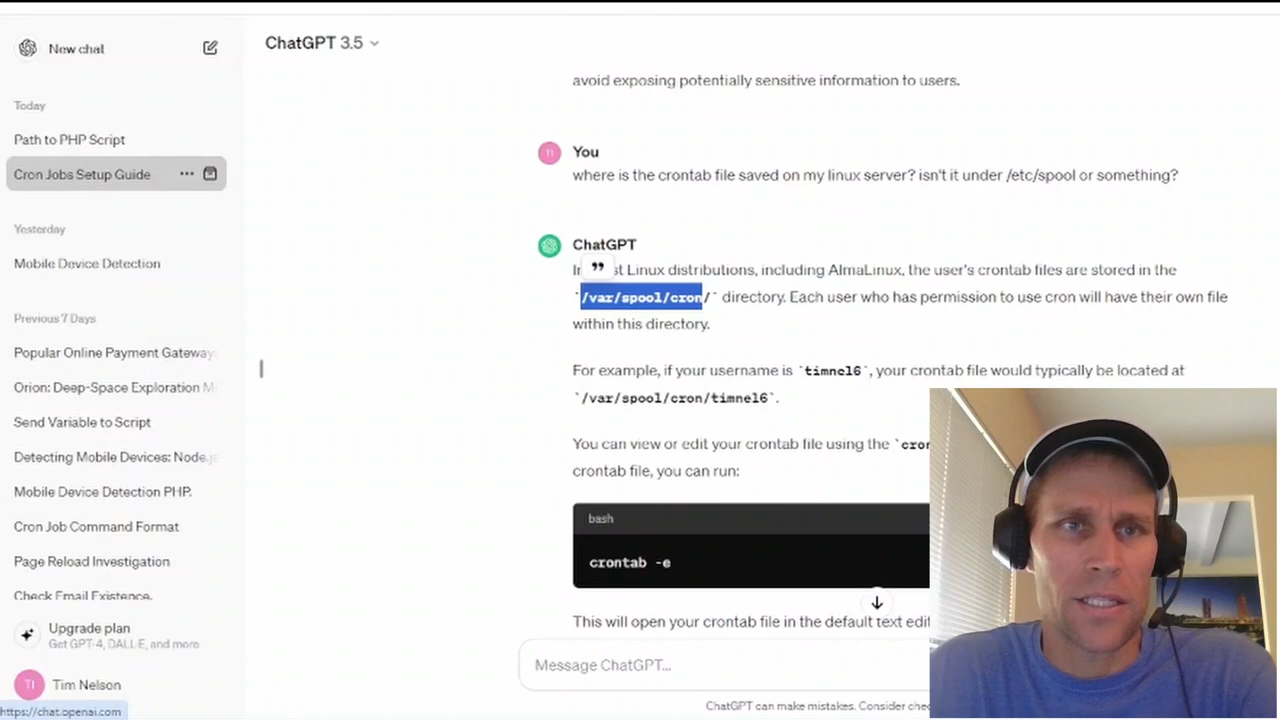 New chat
Today
Path to PHP Script
Cron Jobs Setup Guide
Yesterday
Mobile Device Detection
Previous 7 Days
Popular Online Payment Gateway
Orion: Deep-Space Exploration M
Send Variable to Script
Detecting Mobile Devices: Node.js
Mobile Device Detection PHP.
Cron Job Command Format
Page Reload Investigation
Check Email Existence.
Upgrade plan
Get GPT-4, DALL·E, and more
TI Tim Nelson
https://chat.openai.com
ChatGPT 3.5
avoid exposing potentially sensitive information to users.
TI You
where is the crontab file saved on my linux server? isn't it under /etc/spool or something?
ChatGPT
In st Linux distributions, including AlmaLinux, the user's crontab files are stored in the
`/var/spool/cron/` directory. Each user who has permission to use cron will have their own file
within this directory.
For example, if your username is `timnel6`, your crontab file would typically be located at
`/var/spool/cron/timnel6`.
You can view or edit your crontab file using the `cron
crontab file, you can run:
bash
crontab -e
This will open your crontab file in the default text edit
Message ChatGPT...
ChatGPT can make mistakes. Consider che